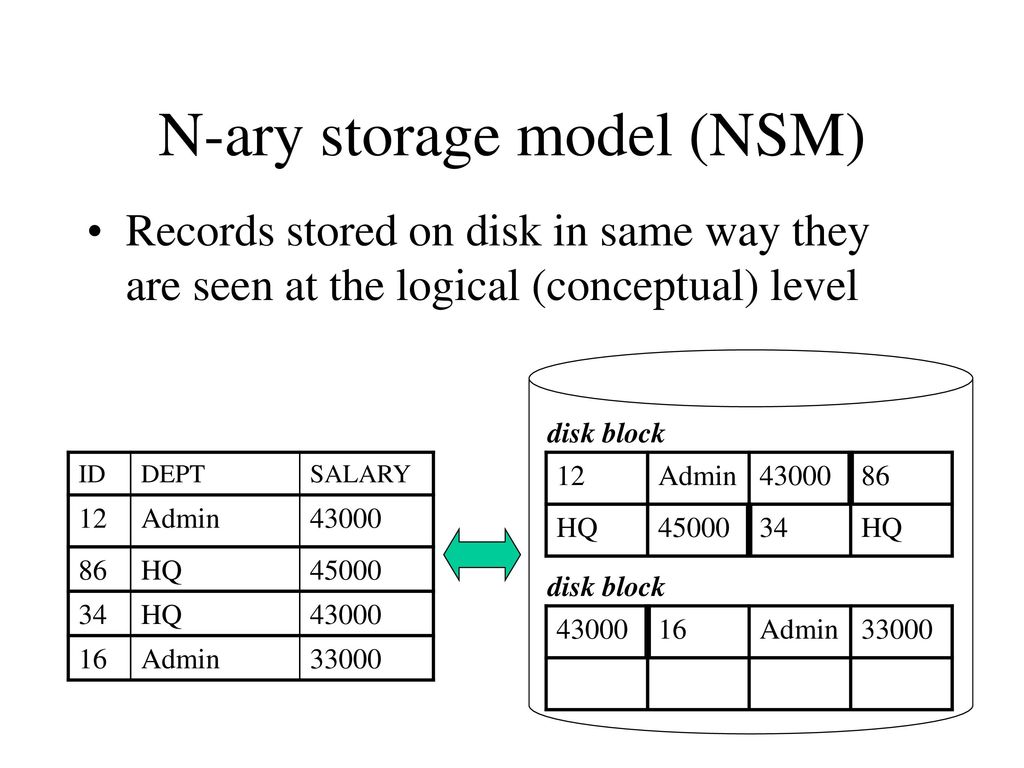 N-ary storage model (NSM)
• Records stored on disk in same way they
are seen at the logical (conceptual) level
ID DEPT SALARY
12 Admin 43000
86 HQ 45000
34 HQ 43000
16 Admin 33000
disk block
12 Admin 43000 86
HQ 45000 34 HQ
disk block
43000 16 Admin 33000